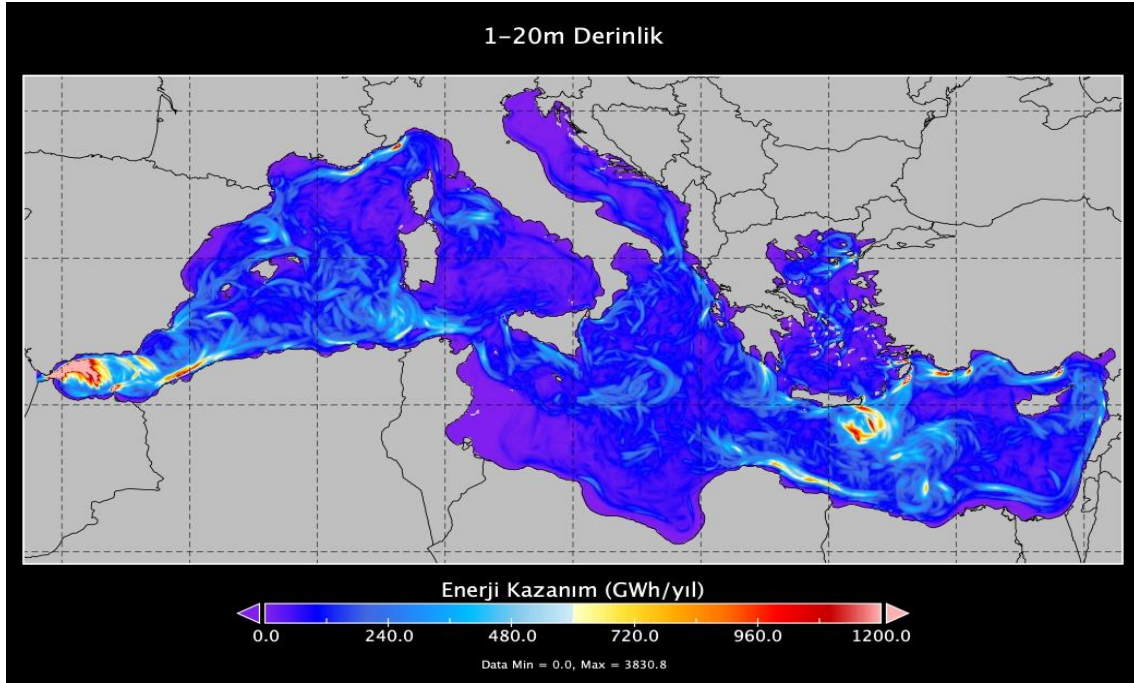 1-20m Derinlik
Enerji Kazanım (GWh/yıl)
0.0 240.0 480.0 720.0 960.0 1200.0
Data Min = 0.0, Max = 3830.8